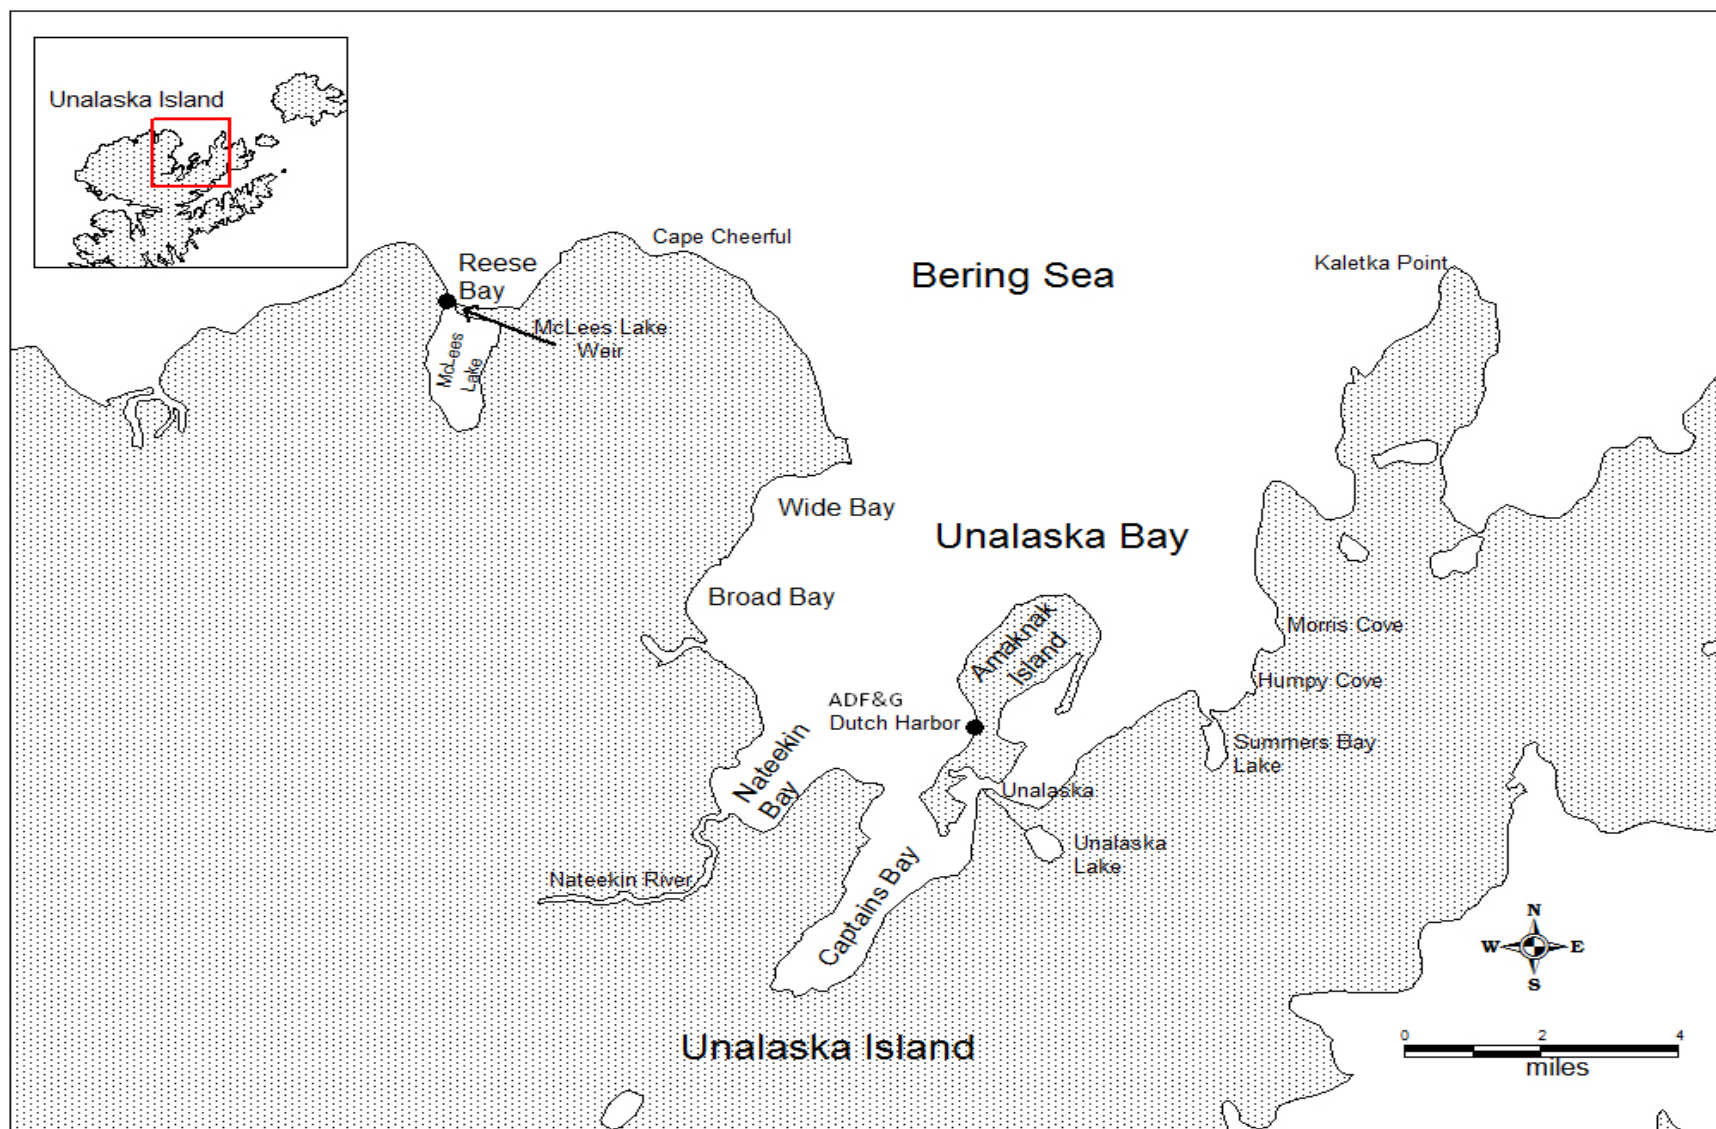 Unalaska Island
Cape Cheerful
Reese
Bay
Bering Sea
Kaletka Point
McLees Lake
Weir
McLees
Lake
Wide Bay
Unalaska Bay
Broad Bay
Amaknak
Island
Morris Cove
Humpy Cove
ADF&G
Dutch Harbor
Summers Bay
Lake
Nateekin
Bay
Unalaska
Unalaska
Lake
Nateekin River
Captains Bay
N
W
E
S
Unalaska Island
0
2
4
miles